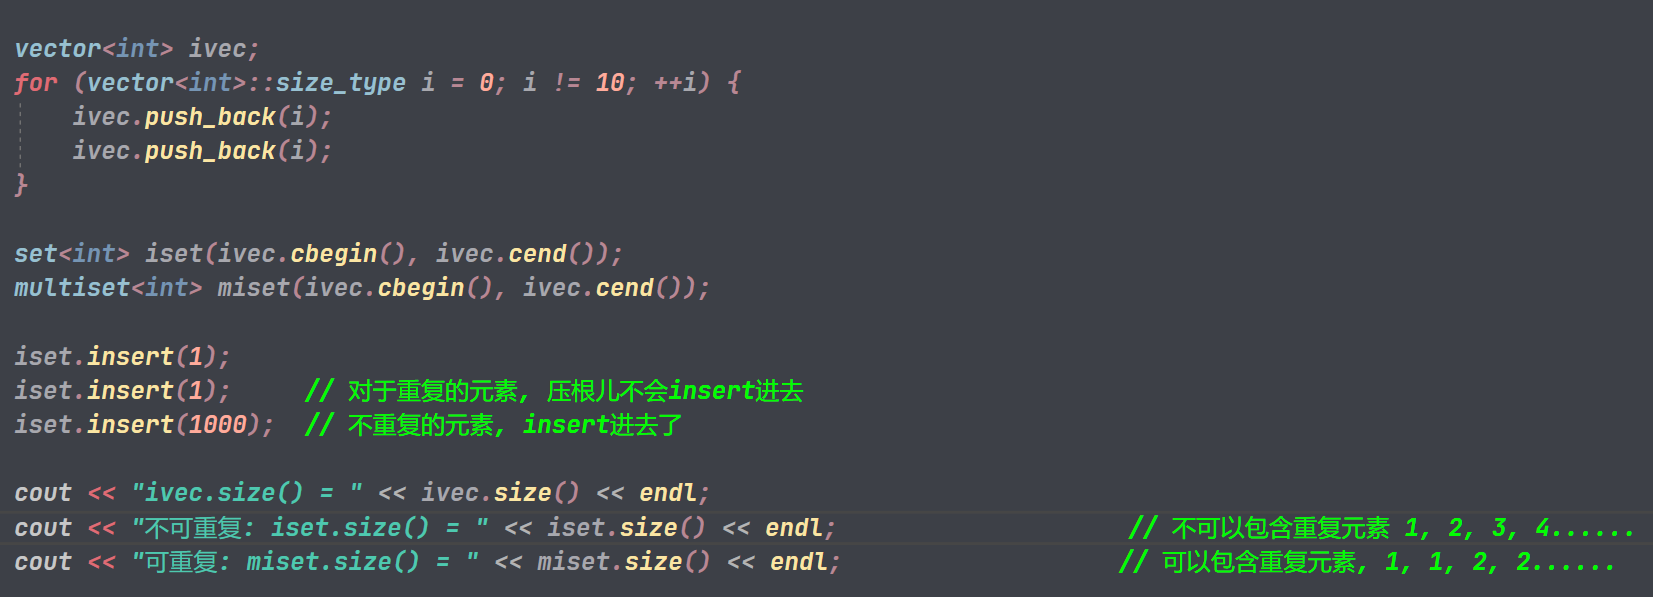 vector<int> ivec;
for (vector<int>::size_type i = 0; i != 10; ++i) {
    ivec.push_back(i);
    ivec.push_back(i);
}
set<int> iset(ivec.cbegin(), ivec.cend());
multiset<int> miset(ivec.cbegin(), ivec.cend());
iset.insert(1);
iset.insert(1);     // 对于重复的元素, 压根儿不会insert进去
iset.insert(1000);  // 不重复的元素, insert进去了
cout << "ivec.size() = " << ivec.size() << endl;
cout << "不可重复: iset.size() = " << iset.size() << endl;                    // 不可以包含重复元素 1, 2, 3, 4......
cout << "可重复: miset.size() = " << miset.size() << endl;                   // 可以包含重复元素, 1, 1, 2, 2......